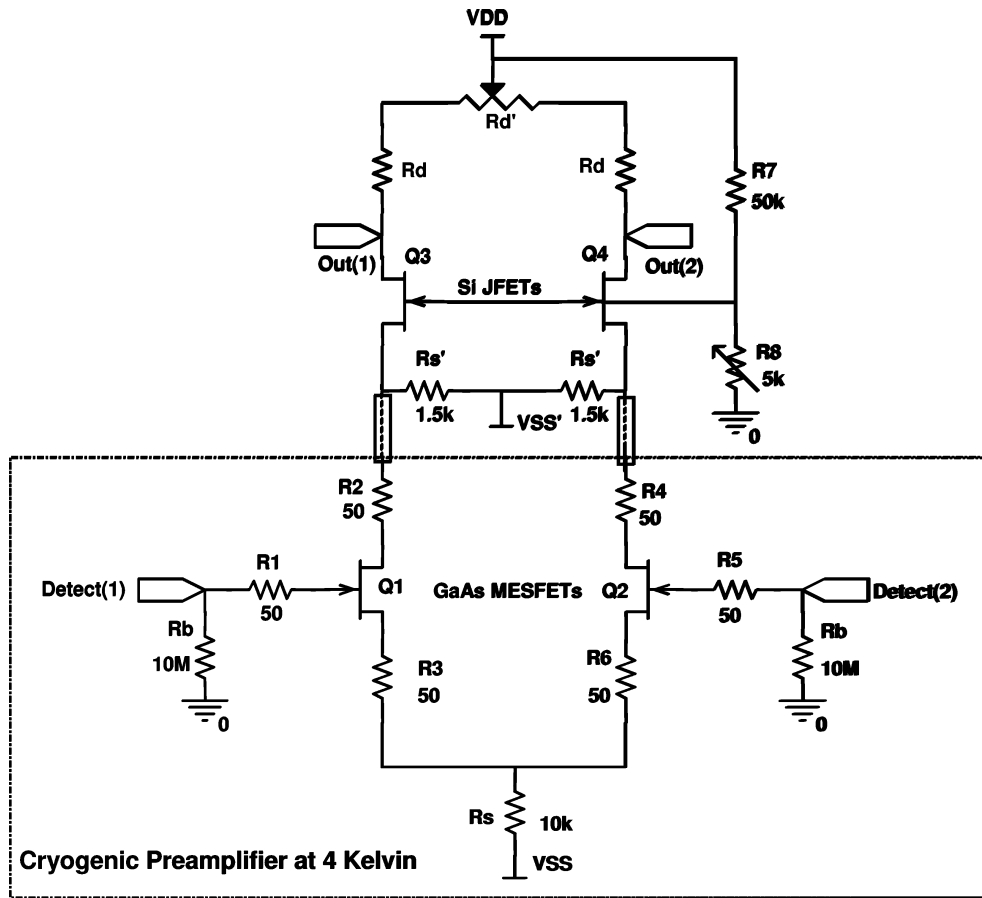 VDD
Rd'
Rd
Rd
R7
50k
Out(1)
Q3
Q4
Out(2)
Si JFETs
Rs'
1.5k
Rs'
1.5k
VSS'
R8
5k
0
R2
50
R4
50
Detect(1)
R1
50
Q1
GaAs MESFETs
Q2
R5
50
Detect(2)
Rb
10M
0
R3
50
R6
50
Rb
10M
0
Rs
10k
VSS
Cryogenic Preamplifier at 4 Kelvin